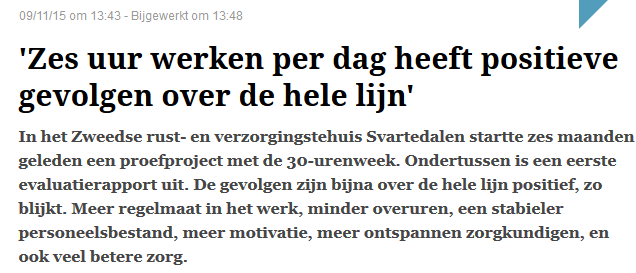 09/11/15 om 13:43 - Bijgewerkt om 13:48
'Zes uur werken per dag heeft positieve
gevolgen over de hele lijn'
In het Zweedse rust- en verzorgingstehuis Svartedalen startte zes maanden
geleden een proefproject met de 30-urenweek. Ondertussen is een eerste
evaluatierapport uit. De gevolgen zijn bijna over de hele lijn positief, zo
blijkt. Meer regelmaat in het werk, minder overuren, een stabieler
personeelsbestand, meer motivatie, meer ontspannen zorgkundigen, en
ook veel betere zorg.